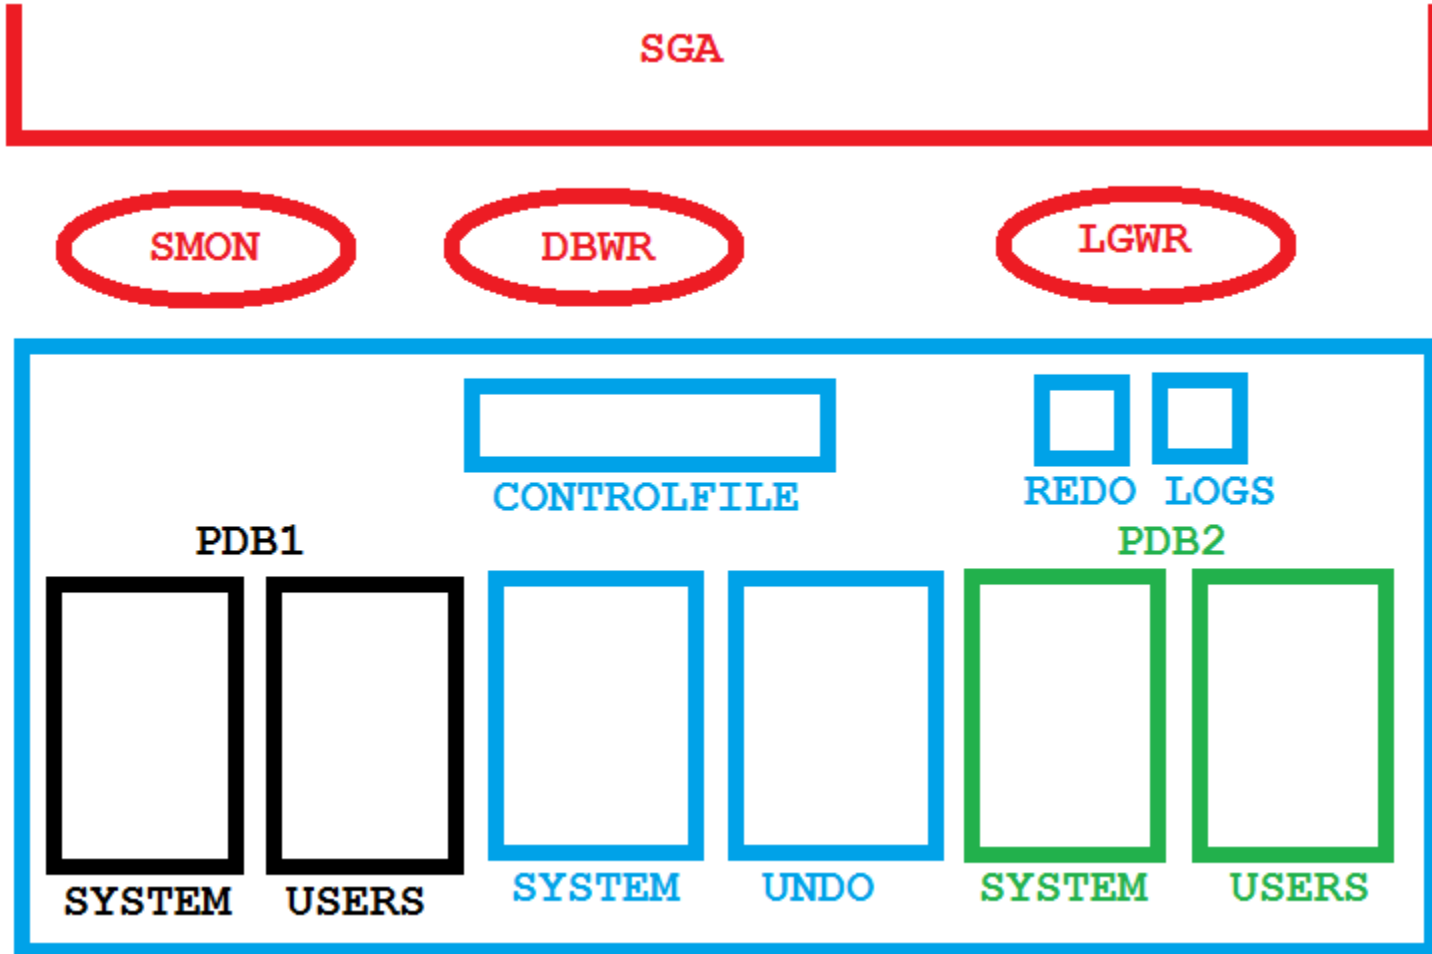 SGA
SMON DBWR LGWR
CONTROLFILE REDO LOGS
PDB1 PDB2
SYSTEM USERS SYSTEM UNDO SYSTEM USERS